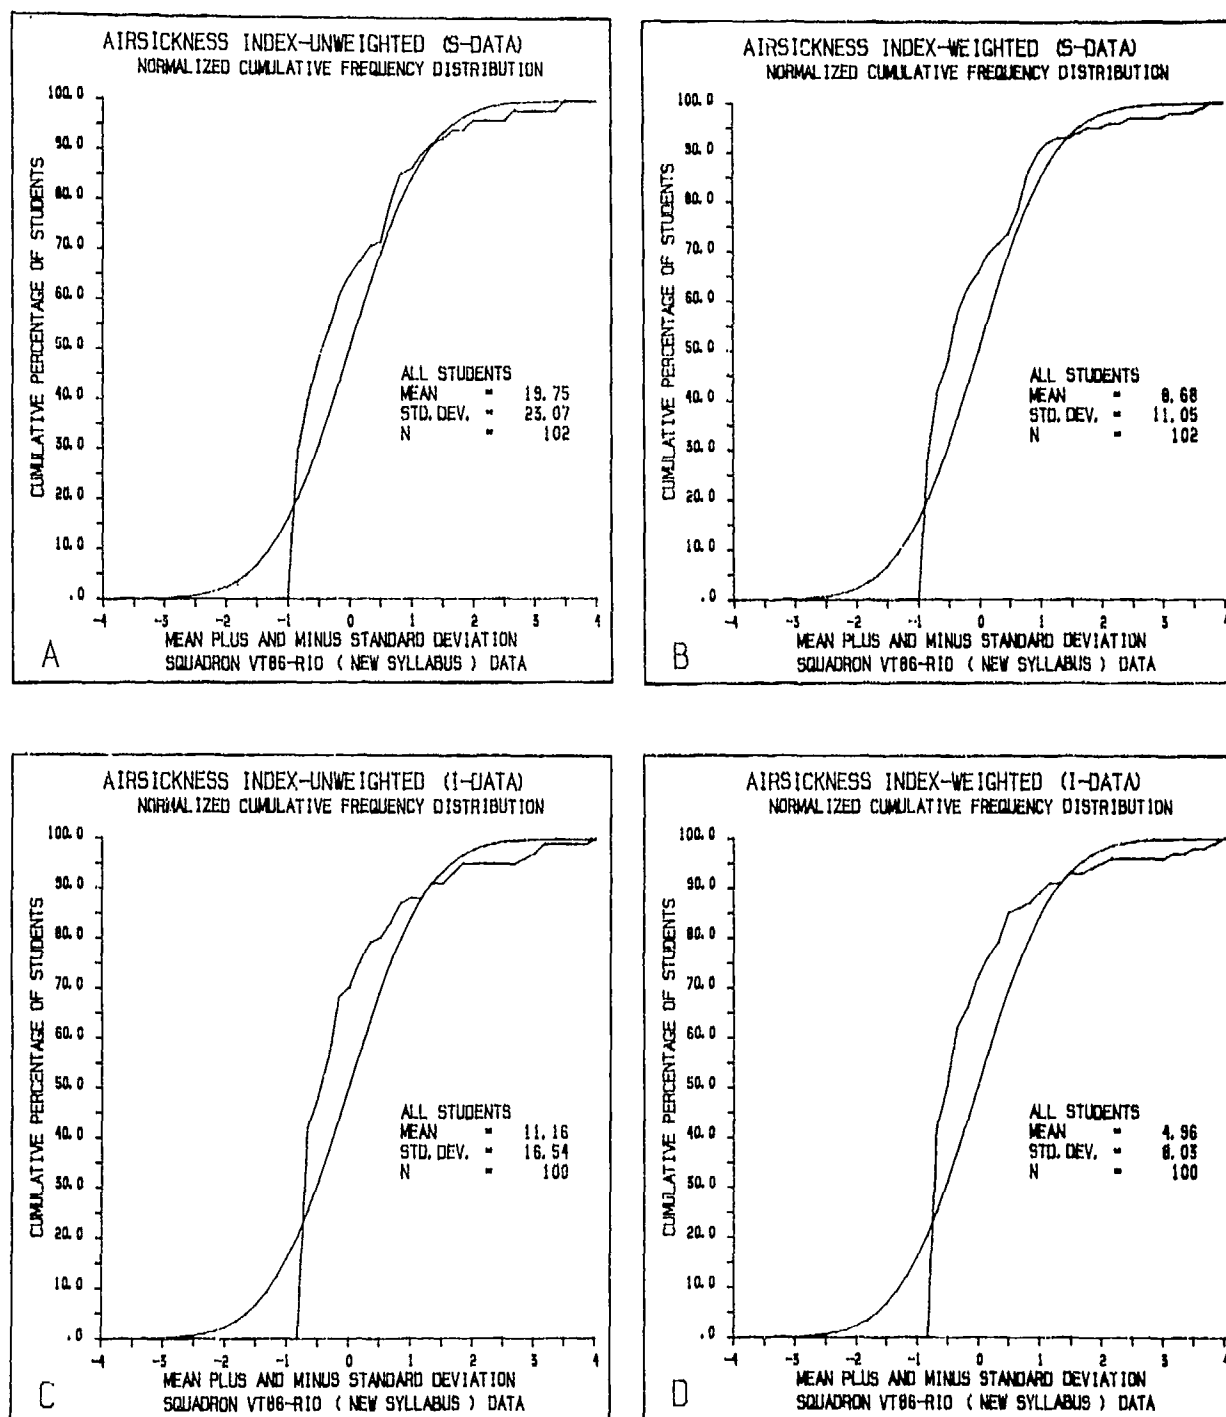 AIRSICKNESS INDEX-UNWEIGHTED (S-DATA)
NORMALIZED CUMULATIVE FREQUENCY DISTRIBUTION
CUMULATIVE PERCENTAGE OF STUDENTS
100.0
90.0
80.0
70.0
60.0
50.0
40.0
30.0
20.0
10.0
.0
ALL STUDENTS
MEAN = 19.75
STD.DEV. = 23.07
N = 102
-4 -3 -2 -1 0 1 2 3 4
MEAN PLUS AND MINUS STANDARD DEVIATION
SQUADRON VT86-RIO ( NEW SYLLABUS ) DATA
A
AIRSICKNESS INDEX-WEIGHTED (S-DATA)
NORMALIZED CUMULATIVE FREQUENCY DISTRIBUTION
CUMULATIVE PERCENTAGE OF STUDENTS
100.0
90.0
80.0
70.0
60.0
50.0
40.0
30.0
20.0
10.0
.0
ALL STUDENTS
MEAN = 8.68
STD.DEV. = 11.05
N = 102
-4 -3 -2 -1 0 1 2 3 4
MEAN PLUS AND MINUS STANDARD DEVIATION
SQUADRON VT86-RIO ( NEW SYLLABUS ) DATA
B
AIRSICKNESS INDEX-UNWEIGHTED (I-DATA)
NORMALIZED CUMULATIVE FREQUENCY DISTRIBUTION
CUMULATIVE PERCENTAGE OF STUDENTS
100.0
90.0
80.0
70.0
60.0
50.0
40.0
30.0
20.0
10.0
.0
ALL STUDENTS
MEAN = 11.16
STD.DEV. = 16.54
N = 100
-4 -3 -2 -1 0 1 2 3 4
MEAN PLUS AND MINUS STANDARD DEVIATION
SQUADRON VT86-RIO ( NEW SYLLABUS ) DATA
C
AIRSICKNESS INDEX-WEIGHTED (I-DATA)
NORMALIZED CUMULATIVE FREQUENCY DISTRIBUTION
CUMULATIVE PERCENTAGE OF STUDENTS
100.0
90.0
80.0
70.0
60.0
50.0
40.0
30.0
20.0
10.0
.0
ALL STUDENTS
MEAN = 4.96
STD.DEV. = 8.03
N = 100
-4 -3 -2 -1 0 1 2 3 4
MEAN PLUS AND MINUS STANDARD DEVIATION
SQUADRON VT86-RIO ( NEW SYLLABUS ) DATA
D